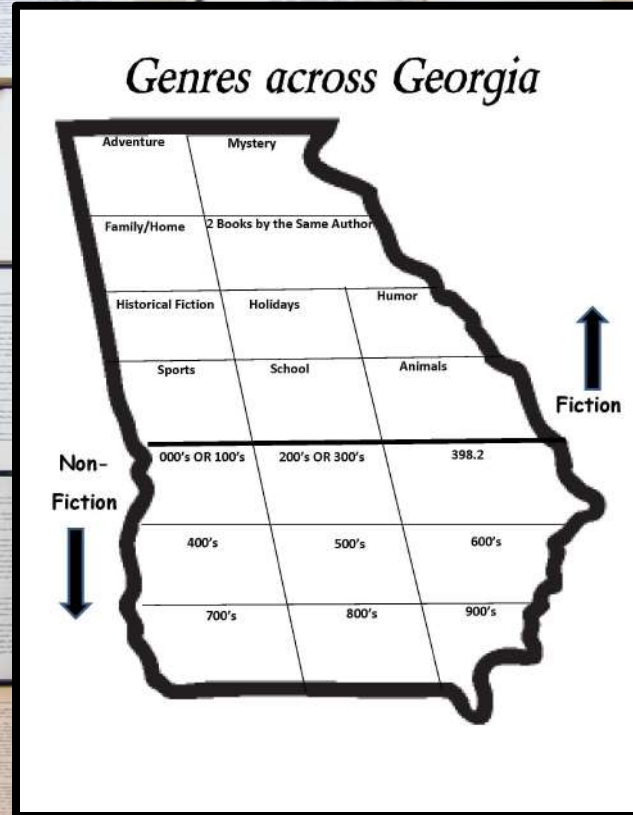 Genres across Georgia
Adventure Mystery
Family/Home 2 Books by the Same Author
Historical Fiction Holidays Humor
Sports School Animals
Fiction
000's OR 100's 200's OR 300's 398.2
Non-
Fiction
400's 500's 600's
700's 800's 900's